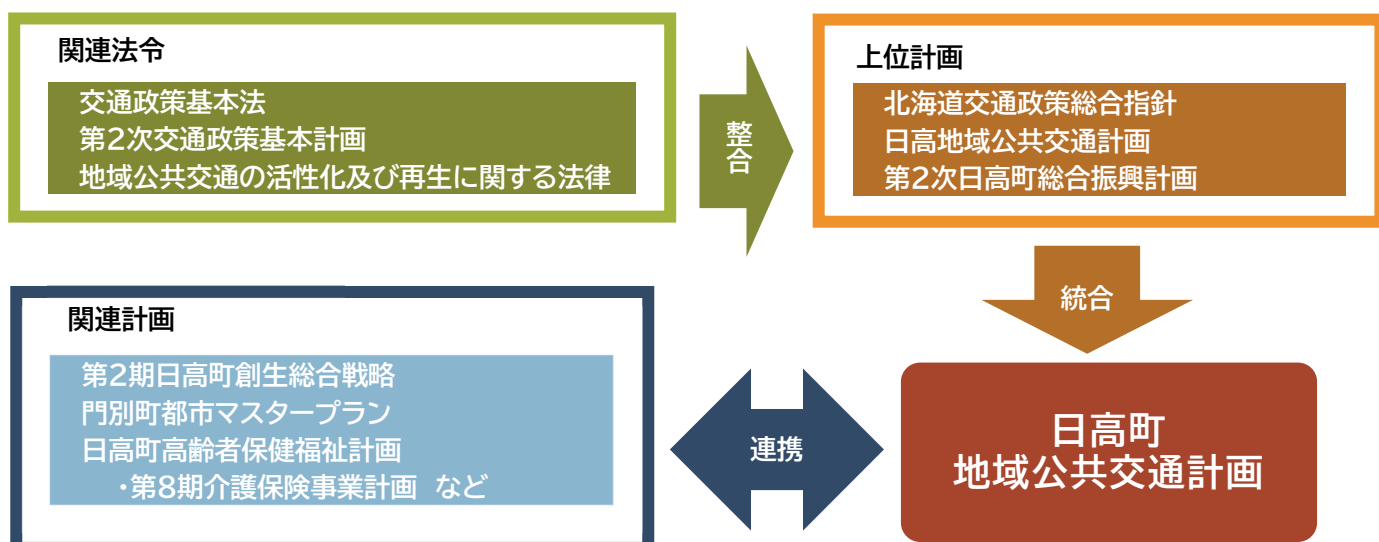 関連法令
交通政策基本法
第2次交通政策基本計画
地域公共交通の活性化及び再生に関する法律
整合
上位計画
北海道交通政策総合指針
日高地域公共交通計画
第2次日高町総合振興計画
統合
関連計画
第2期日高町創生総合戦略
門別町都市マスタープラン
日高町高齢者保健福祉計画
・第8期介護保険事業計画 など
連携
日高町
地域公共交通計画